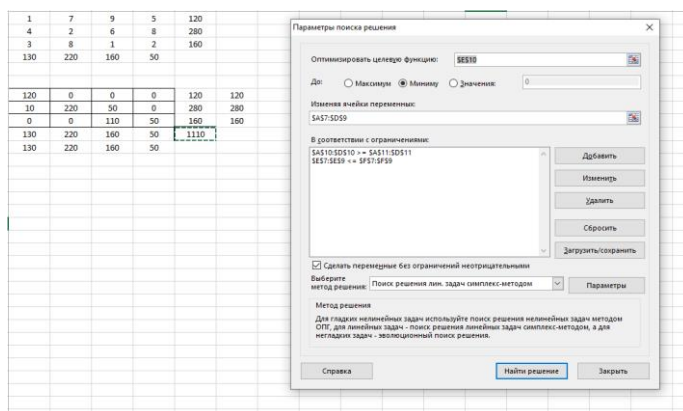 1 7 9 5 120
4 2 6 8 280
3 8 1 2 160
130 220 160 50
120 0 0 0 120 120
10 220 50 0 280 280
0 0 110 50 160 160
130 220 160 50 1110
130 220 160 50
Параметры поиска решения
Оптимизировать целевую функцию: $E$10
До: Максимум Миниму Значения: 0
Изменяя ячейки переменных:
$A$7:$D$9
В соответствии с ограничениями:
$A$10:$D$10 >= $A$11:$D$11
$E$7:$E$9 <= $F$7:$F$9
Добавить
Изменить
Удалить
Сбросить
Загрузить/сохранить
Сделать переменные без ограничений неотрицательными
Выберите метод решения: Поиск решения лин. задач симплекс-методом Параметры
Метод решения
Для гладких нелинейных задач используйте поиск решения нелинейных задач методом
ОПГ, для линейных задач - поиск решения линейных задач симплекс-методом, а для
негладких задач - эволюционный поиск решения.
Справка Найти решение Закрыть